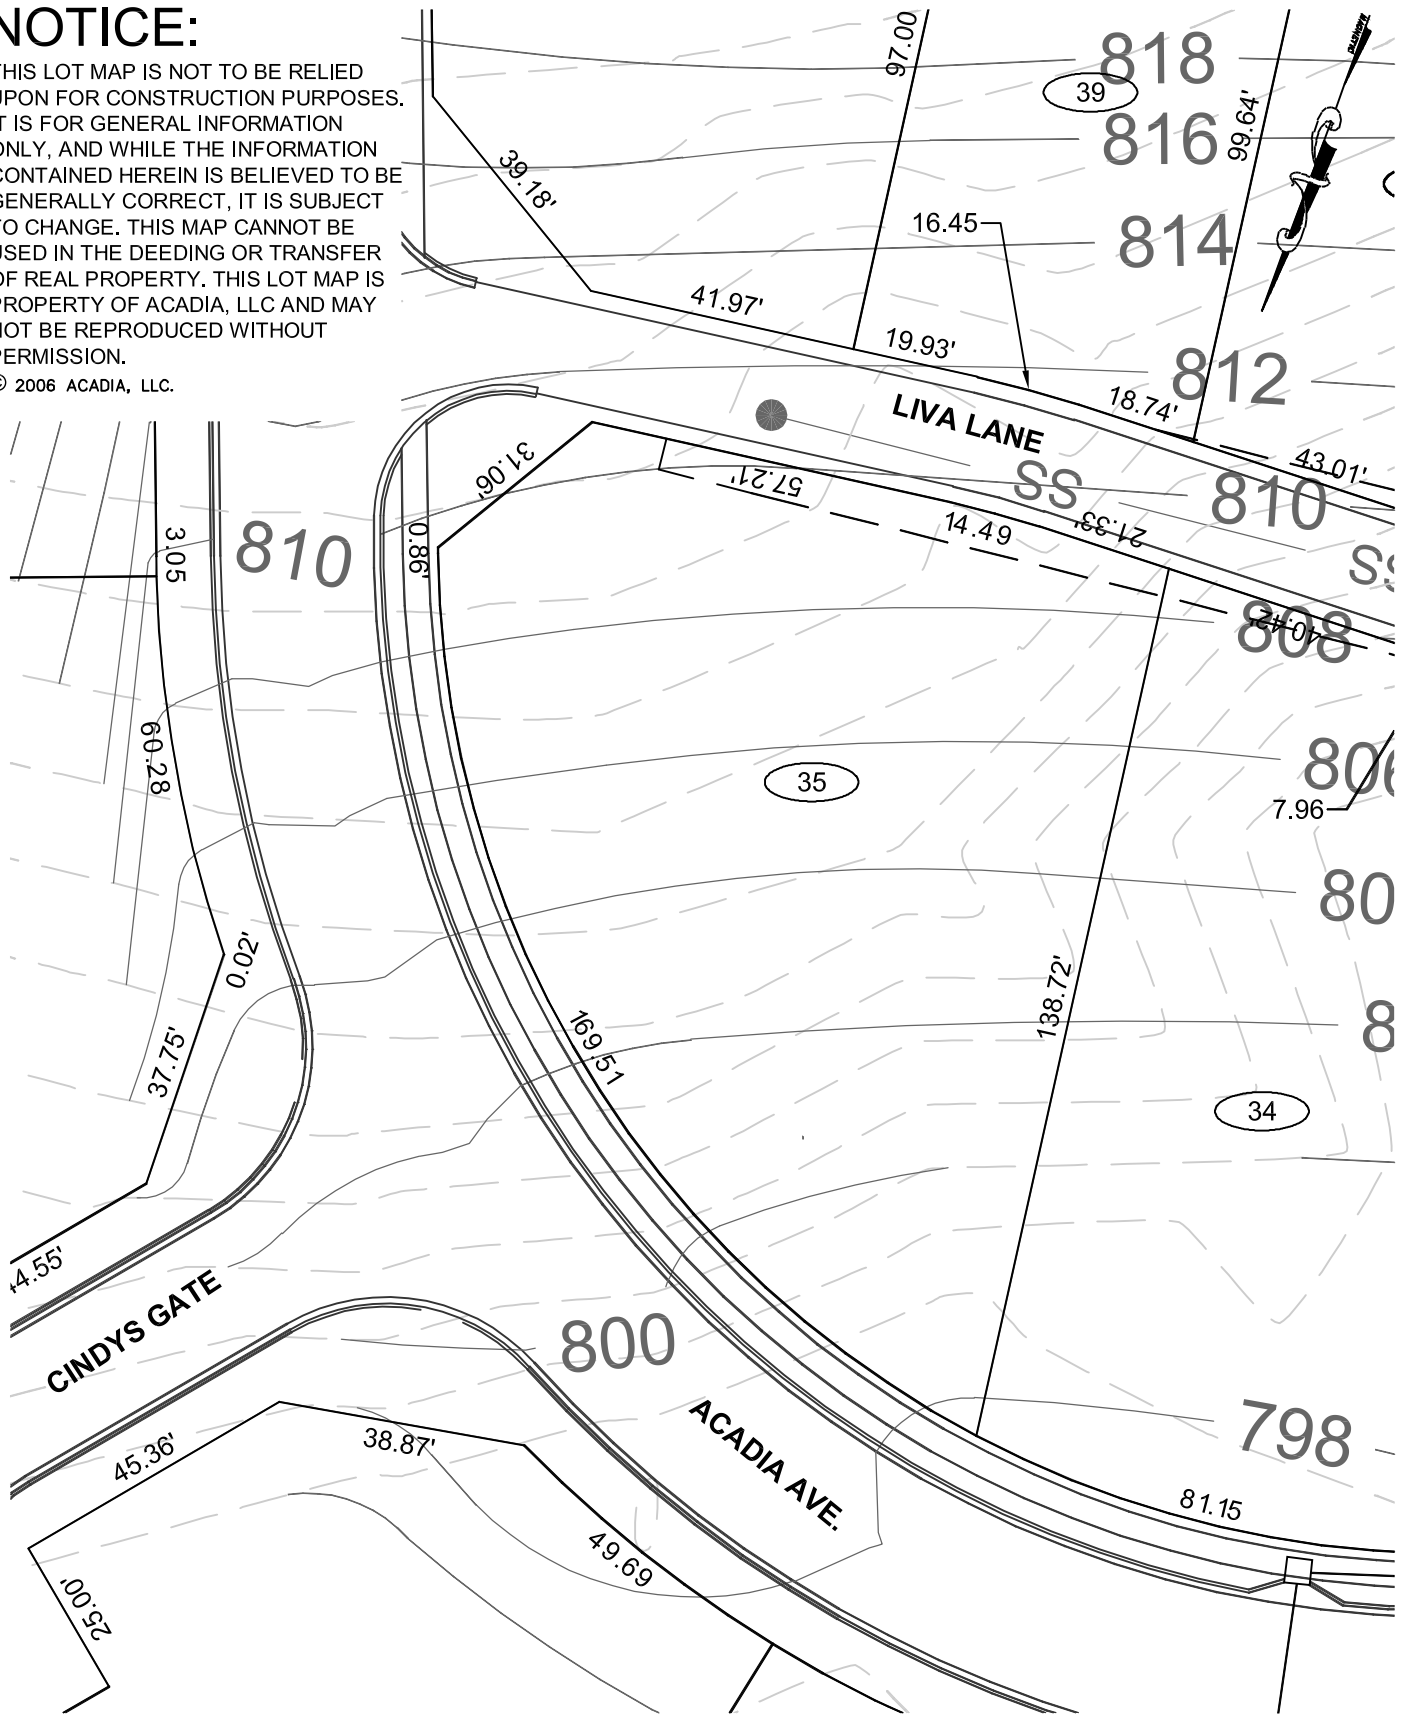 NOTICE:
THIS LOT MAP IS NOT TO BE RELIED
UPON FOR CONSTRUCTION PURPOSES.
IT IS FOR GENERAL INFORMATION
ONLY, AND WHILE THE INFORMATION
CONTAINED HEREIN IS BELIEVED TO BE
GENERALLY CORRECT, IT IS SUBJECT
TO CHANGE. THIS MAP CANNOT BE
USED IN THE DEEDING OR TRANSFER
OF REAL PROPERTY. THIS LOT MAP IS
PROPERTY OF ACADIA, LLC AND MAY
NOT BE REPRODUCED WITHOUT
PERMISSION.
© 2006 ACADIA, LLC.
97.00
818
39
816
99.64'
MAGNETIC
39.18'
16.45
814
41.97'
19.93'
812
18.74'
LIVA LANE
43.01'
31.06'
57.21'
SS
810
14.49
21.33'
SS
3.05
810
0.86'
808
40.42'
60.28
35
806
7.96
80
0.02'
37.75'
169.51
138.72'
8
34
44.55'
CINDYS GATE
800
ACADIA AVE.
798
45.36'
38.87'
81.15
49.69
25.00'